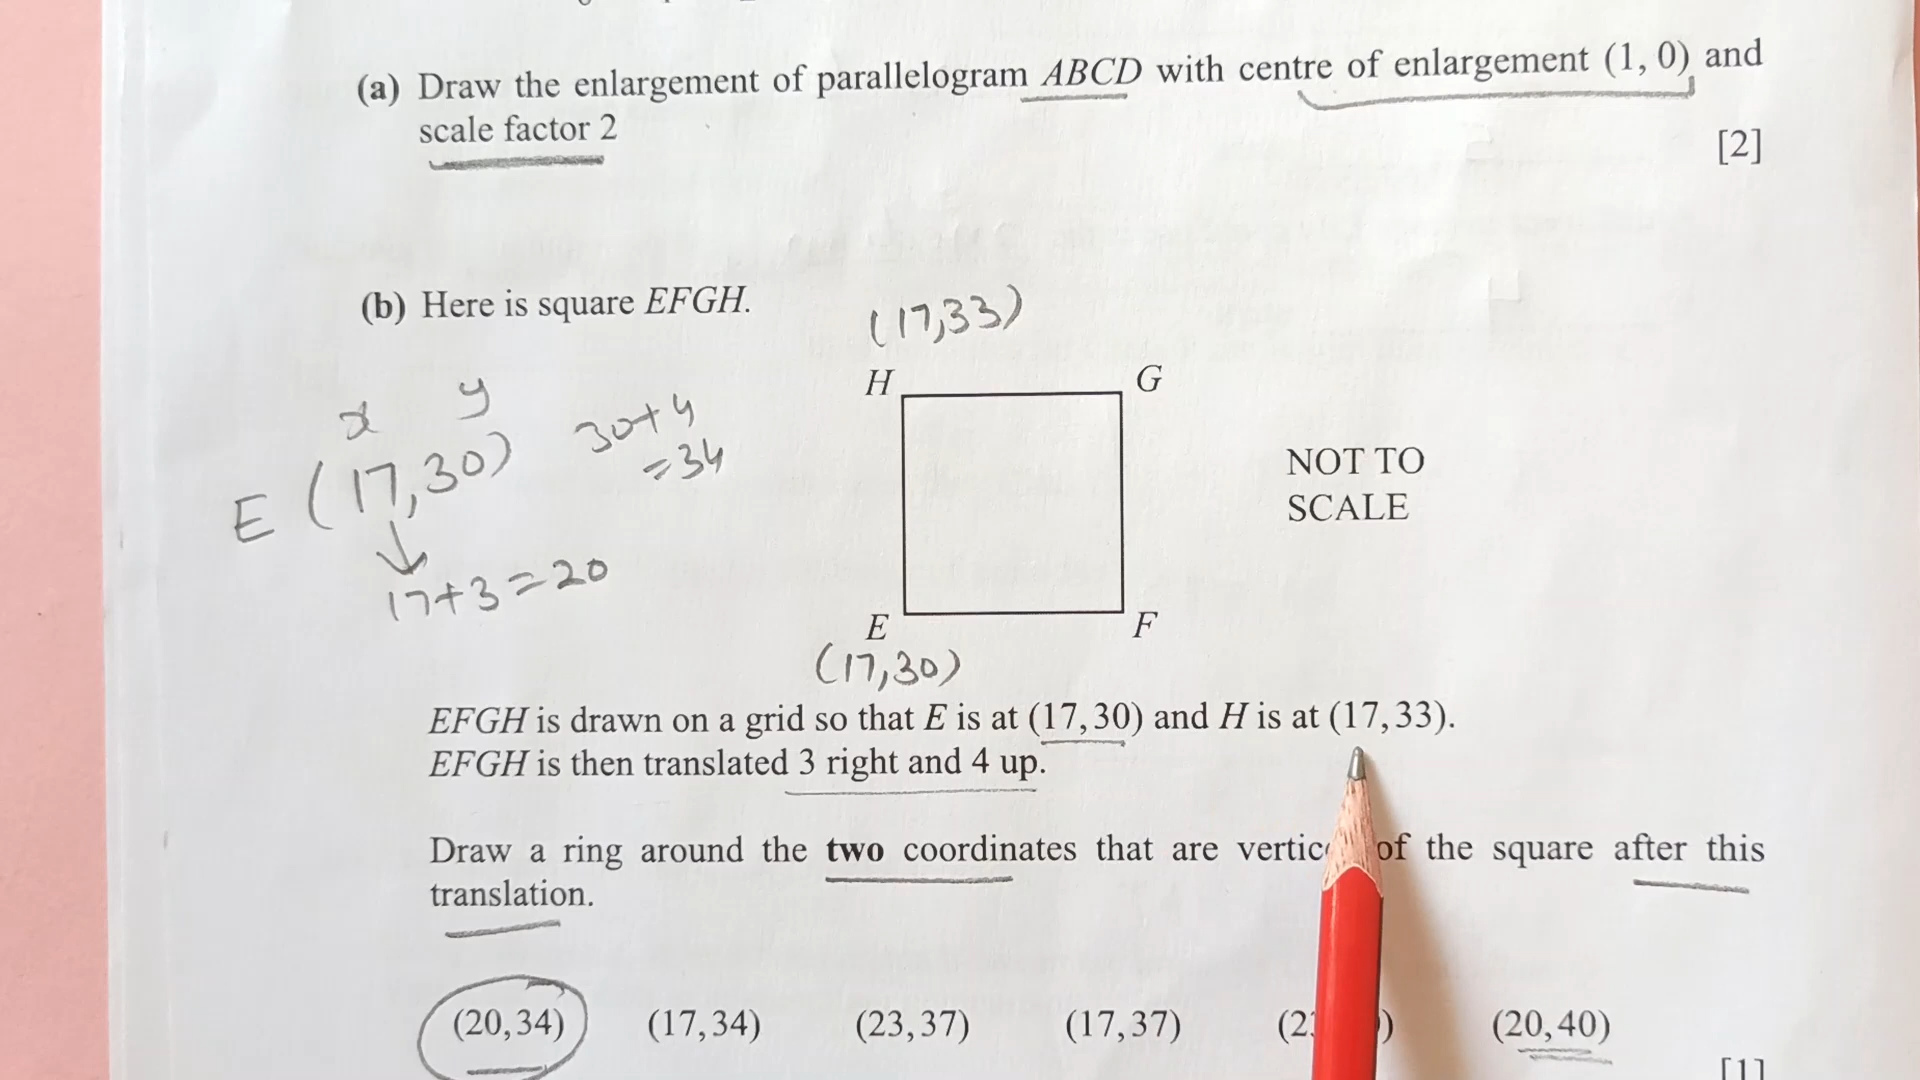 (a) Draw the enlargement of parallelogram ABCD with centre of enlargement (1, 0) and
scale factor 2
[2]
(b) Here is square EFGH.
(17,33)
H G
x y
E (17,30)
30+4
=34
17+3=20
NOT TO
SCALE
E F
(17,30)
EFGH is drawn on a grid so that E is at (17,30) and H is at (17,33).
EFGH is then translated 3 right and 4 up.
Draw a ring around the two coordinates that are of the square after this
translation.
(20,34) (17,34) (23,37) (17,37) (20,40)
[1]